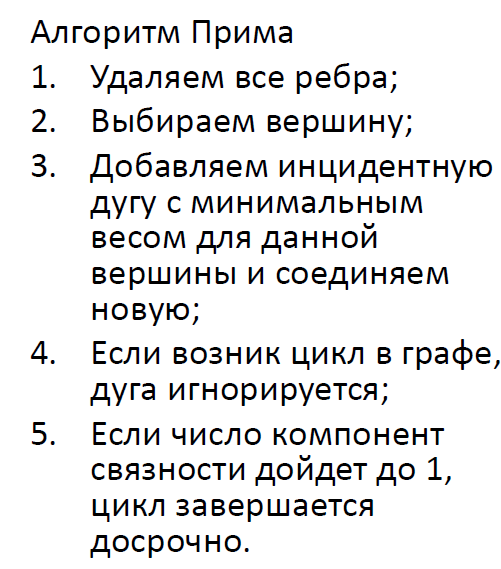 Алгоритм Прима
1. Удаляем все ребра;
2. Выбираем вершину;
3. Добавляем инцидентную
дугу с минимальным
весом для данной
вершины и соединяем
новую;
4. Если возник цикл в графе,
дуга игнорируется;
5. Если число компонент
связности дойдет до 1,
цикл завершается
досрочно.